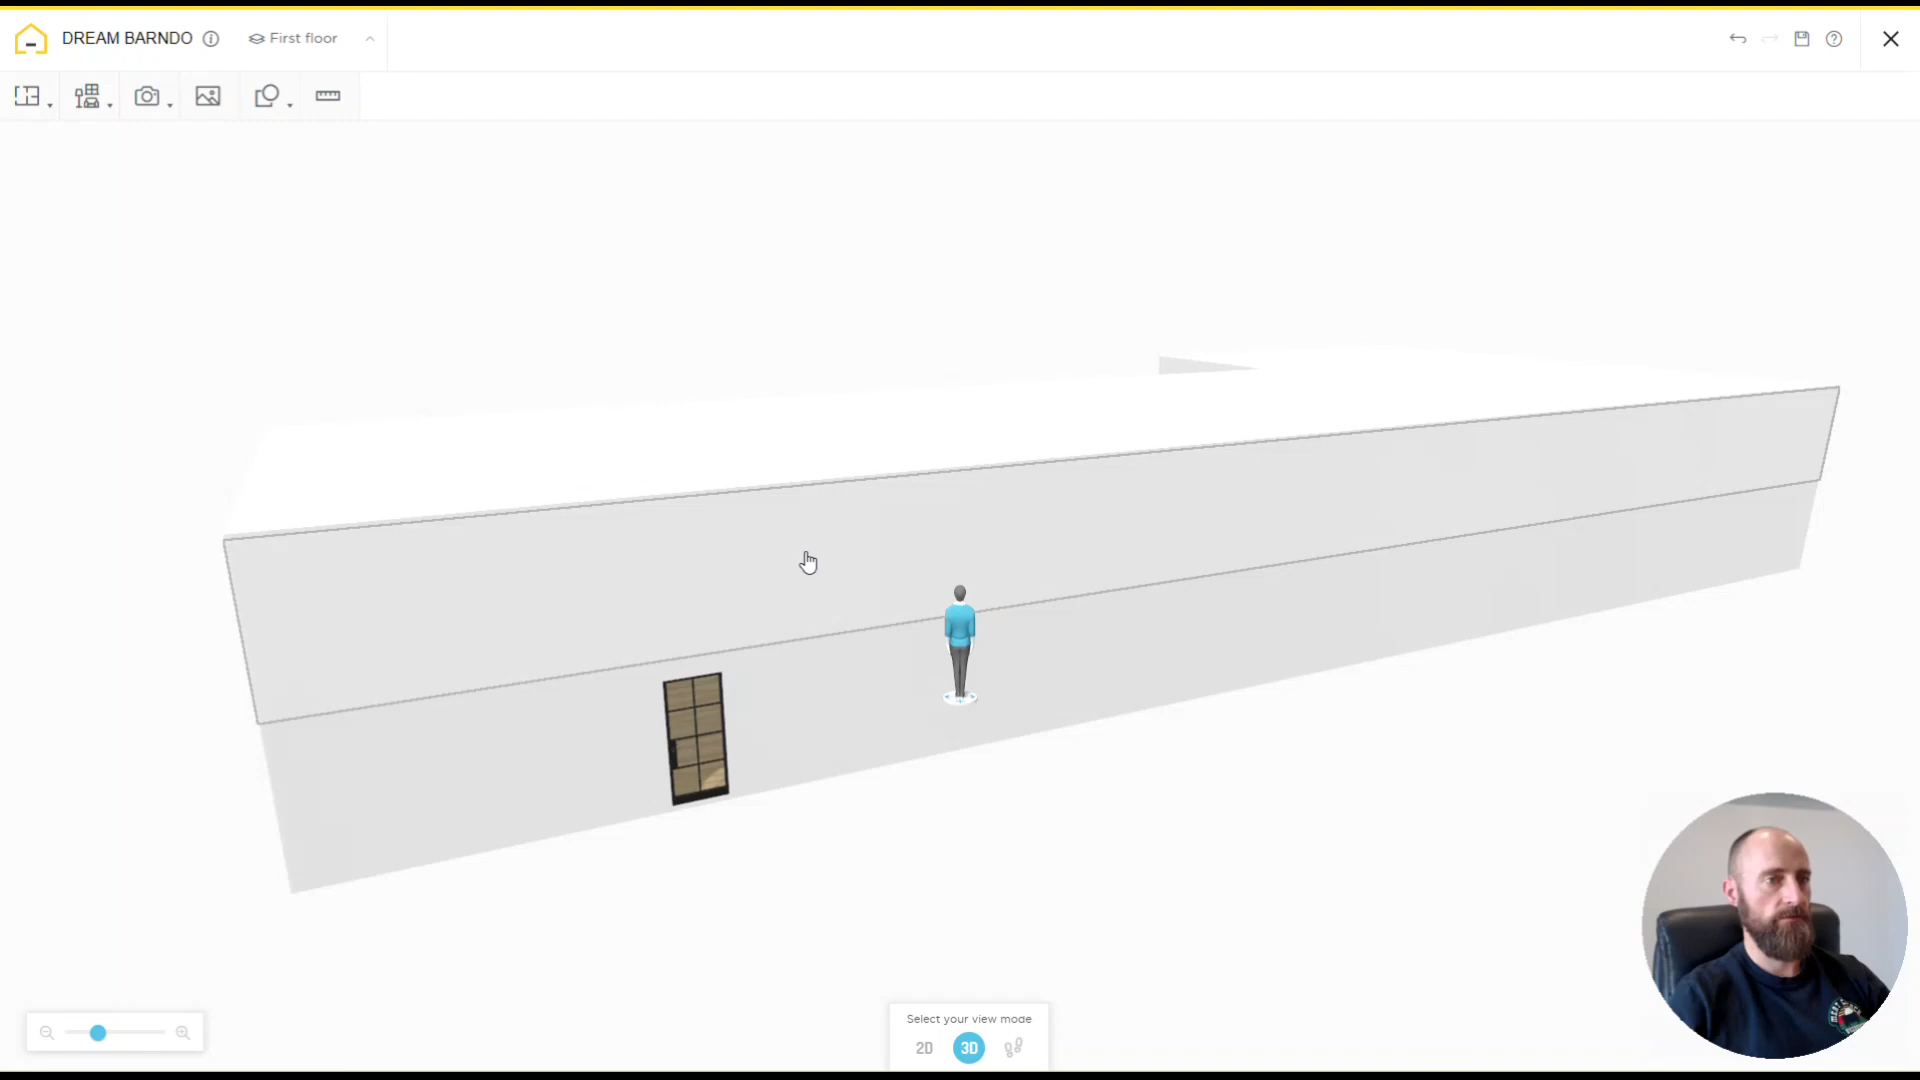 DREAM BARNDO
First floor
Select your view mode
2D
3D